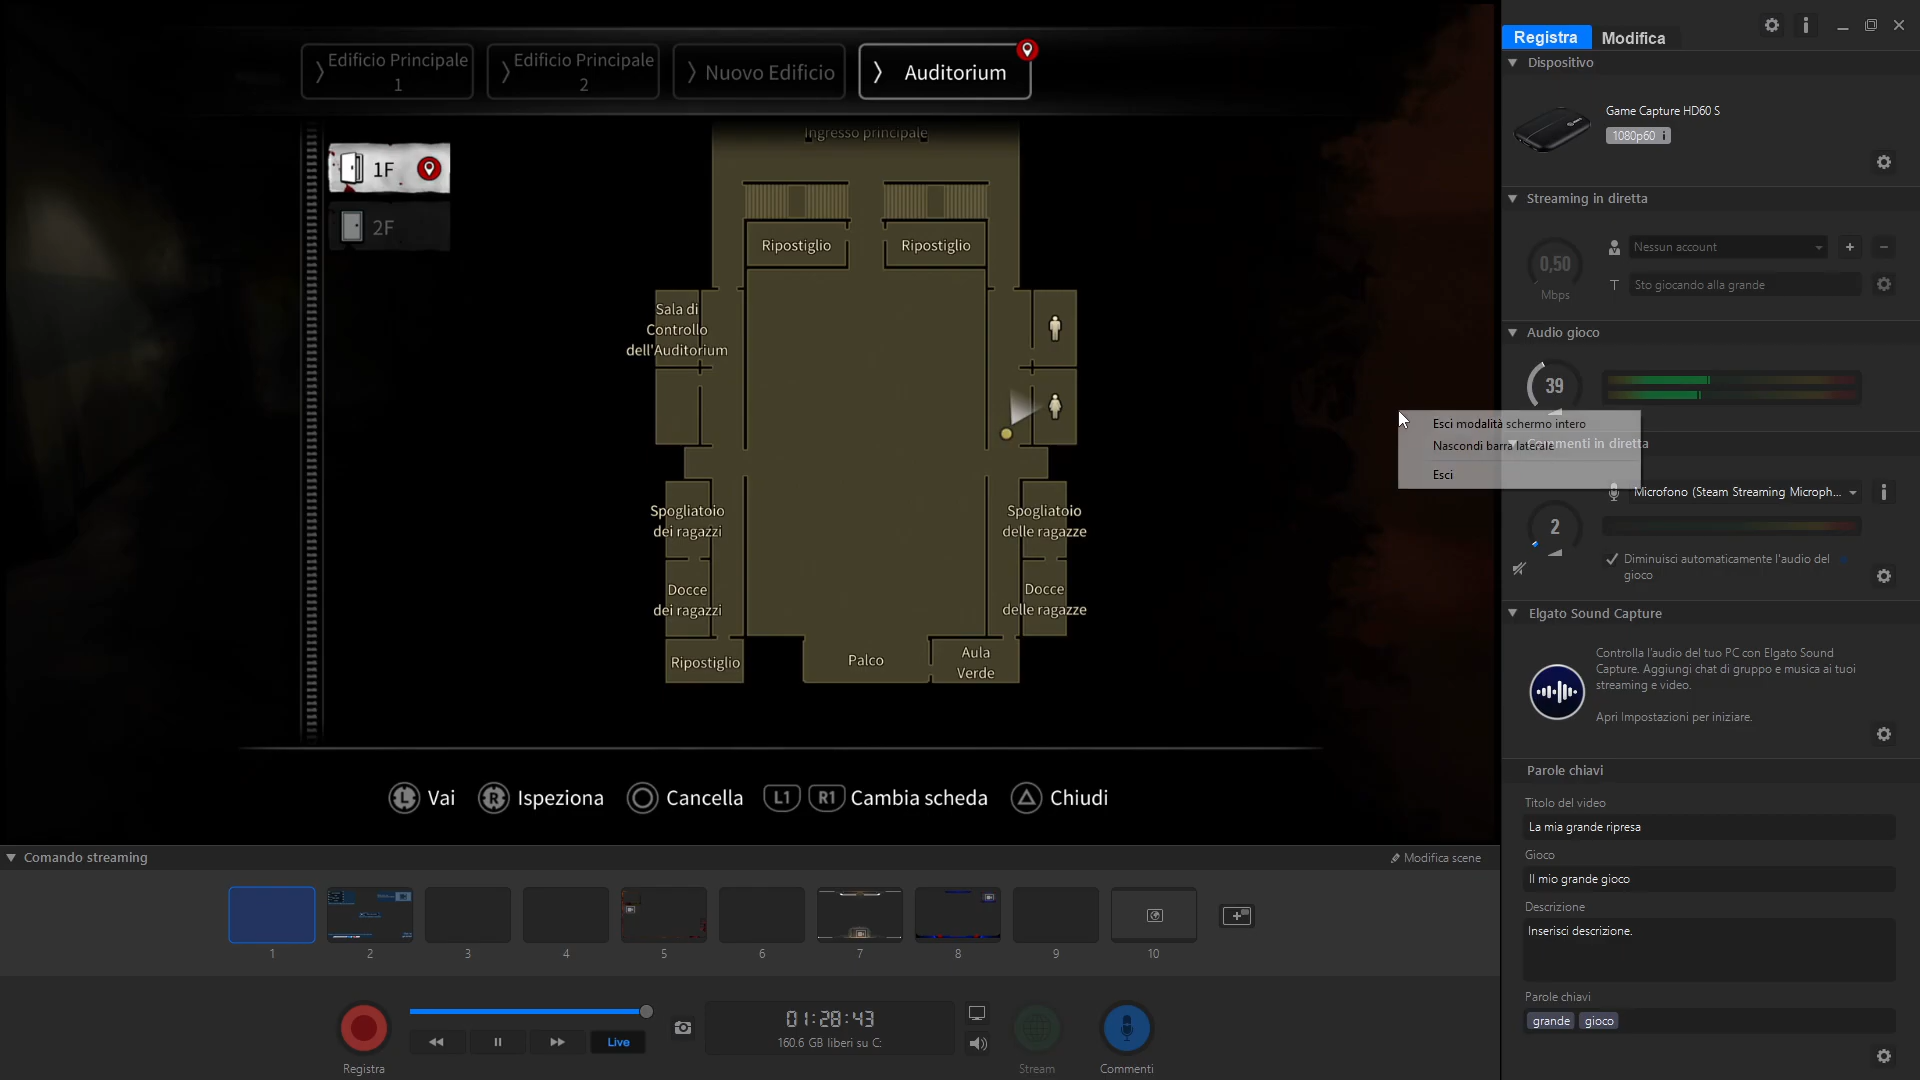 Edificio Principale
1
Edificio Principale
2
Nuovo Edificio
Auditorium
1F
2F
Ingresso principale
Ripostiglio
Ripostiglio
Sala di
Controllo
dell'Auditorium
Spogliatoio
dei ragazzi
Spogliatoio
delle ragazze
Docce
dei ragazzi
Docce
delle ragazze
Ripostiglio
Palco
Aula
Verde
L Vai
R Ispeziona
Cancella
L1 R1 Cambia scheda
Chiudi
Registra
Modifica
Dispositivo
Game Capture HD60 S
1080p60 i
Streaming in diretta
0,50
Mbps
Nessun account
T Sto giocando alla grande
Audio gioco
39
Esci modalità schermo intero
Nascondi barra laterale
Esci
Commenti in diretta
Microfono (Steam Streaming Microph...
2
Diminuisci automaticamente l'audio del
gioco
Elgato Sound Capture
Controlla l'audio del tuo PC con Elgato Sound
Capture. Aggiungi chat di gruppo e musica ai tuoi
streaming e video.
Apri Impostazioni per iniziare.
Parole chiavi
Titolo del video
La mia grande ripresa
Gioco
Il mio grande gioco
Descrizione
Inserisci descrizione.
Parole chiavi
grande gioco
Comando streaming
Modifica scene
1 2 3 4 5 6 7 8 9 10
Registra
Live
01:28:43
160.6 GB liberi su C:
Stream
Commenti